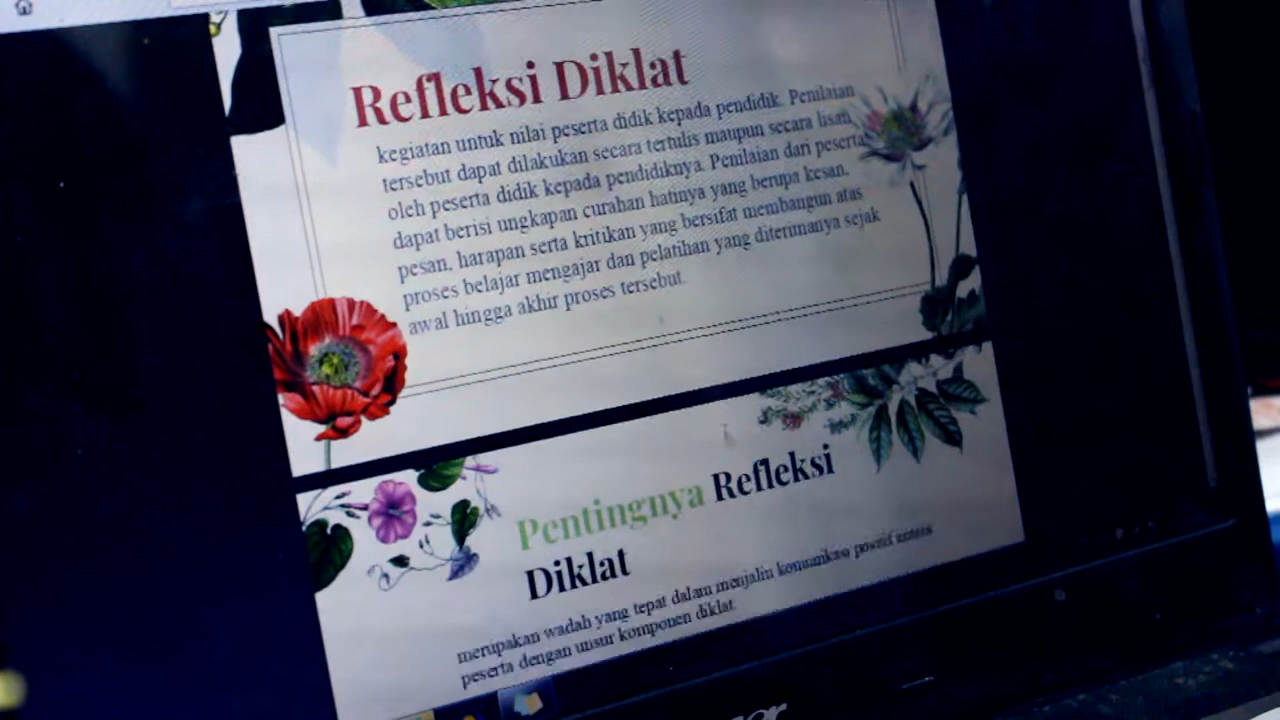 Refleksi Diklat
kegiatan untuk nilai peserta didik kepada pendidik. Penilaian
tersebut dapat dilakukan secara tertulis maupun secara lisan
oleh peserta didik kepada pendidiknya. Penilaian dari peserta
dapat berisi ungkapan curahan hatinya yang berupa kesan,
pesan, harapan serta kritikan yang bersifat membangun atas
proses belajar mengajar dan pelatihan yang diterimanya sejak
awal hingga akhir proses tersebut.
Pentingnya Refleksi
Diklat
merupakan wadah yang tepat dalam menjalin komunikasi positif antara
peserta dengan unsur komponen diklat.